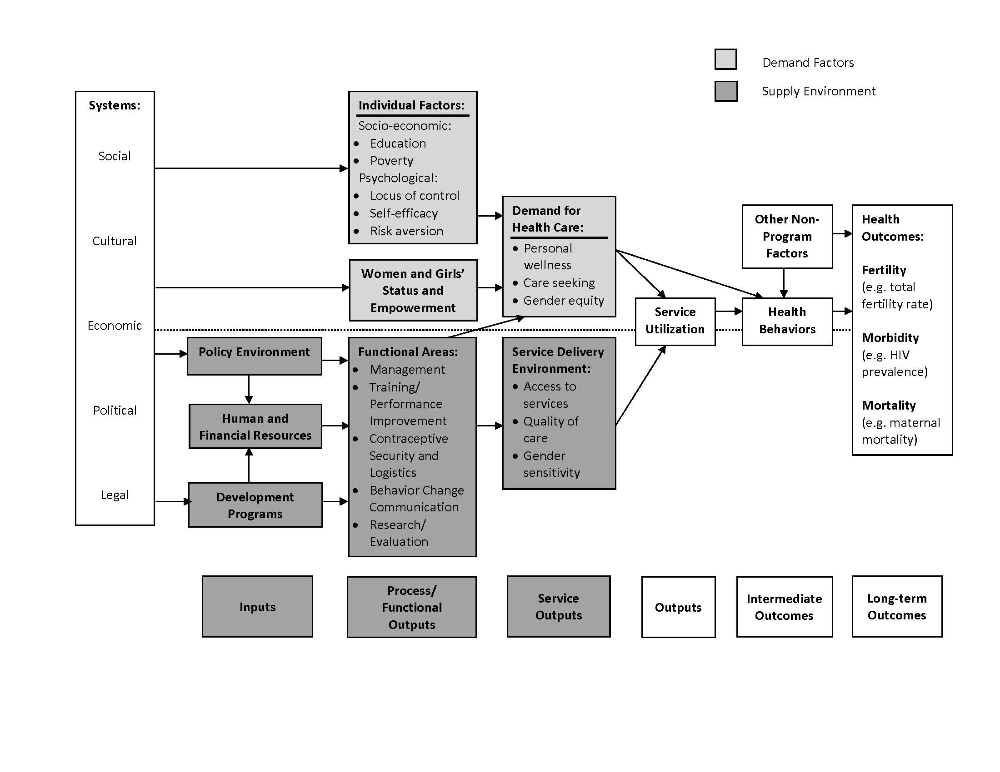 Demand Factors
Supply Environment
Systems:
Social
Cultural
Economic
Political
Legal
Individual Factors:
Socio-economic:
• Education
• Poverty
Psychological:
• Locus of control
• Self-efficacy
• Risk aversion
Women and Girls’
Status and
Empowerment
Policy Environment
Human and
Financial Resources
Development
Programs
Functional Areas:
• Management
• Training/
Performance
Improvement
• Contraceptive
Security and
Logistics
• Behavior Change
Communication
• Research/
Evaluation
Demand for
Health Care:
• Personal
wellness
• Care seeking
• Gender equity
Service Delivery
Environment:
• Access to
services
• Quality of
care
• Gender
sensitivity
Service
Utilization
Other Non-
Program
Factors
Health
Behaviors
Health
Outcomes:
Fertility
(e.g. total
fertility rate)
Morbidity
(e.g. HIV
prevalence)
Mortality
(e.g. maternal
mortality)
Inputs
Process/
Functional
Outputs
Service
Outputs
Outputs
Intermediate
Outcomes
Long-term
Outcomes